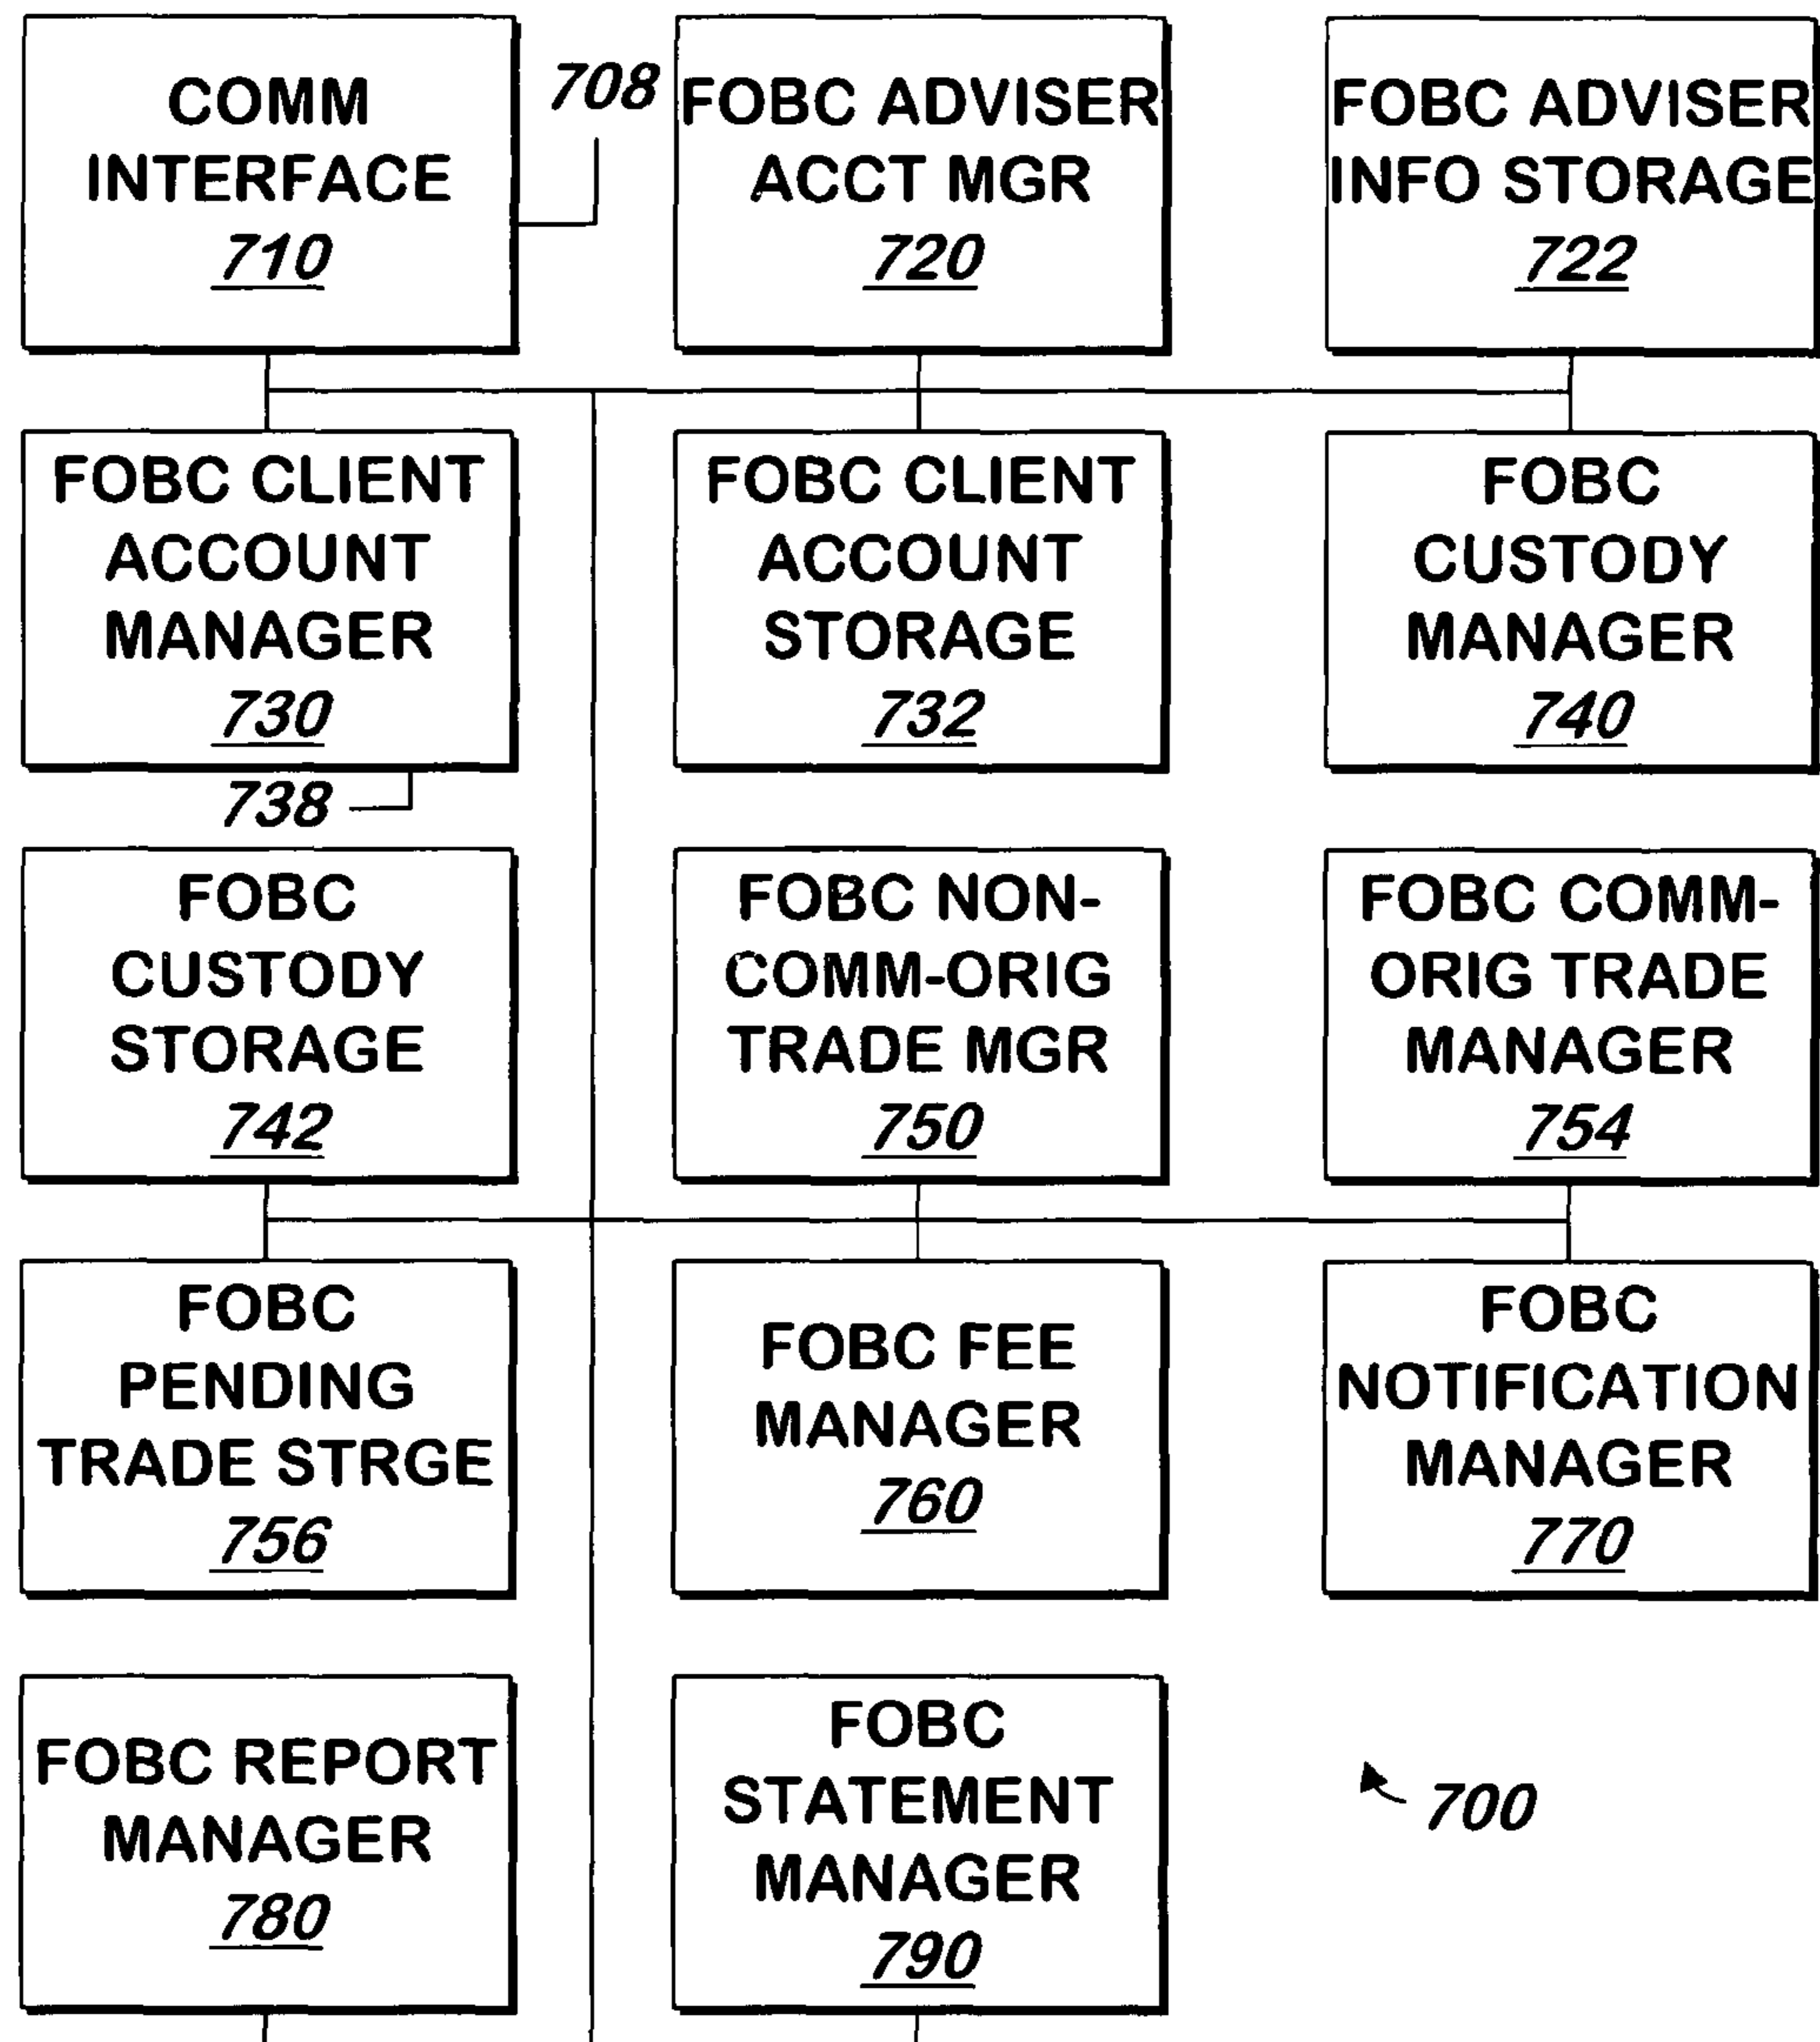 COMM
INTERFACE
710
708
FOBC ADVISER
ACCT MGR
720
FOBC ADVISER
INFO STORAGE
722
FOBC CLIENT
ACCOUNT
MANAGER
730
738
FOBC CLIENT
ACCOUNT
STORAGE
732
FOBC
CUSTODY
MANAGER
740
FOBC
CUSTODY
STORAGE
742
FOBC NON-
COMM-ORIG
TRADE MGR
750
FOBC COMM-
ORIG TRADE
MANAGER
754
FOBC
PENDING
TRADE STRGE
756
FOBC FEE
MANAGER
760
FOBC
NOTIFICATION
MANAGER
770
FOBC REPORT
MANAGER
780
FOBC
STATEMENT
MANAGER
790
700